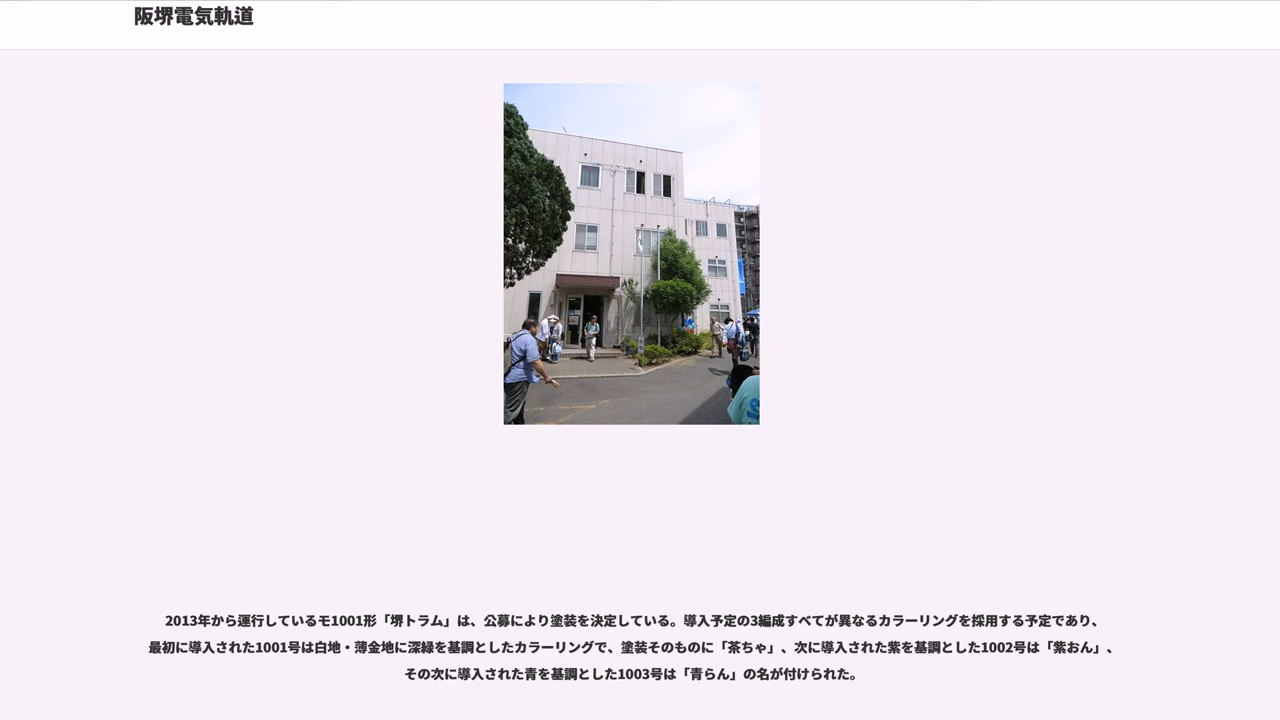 阪堺電気軌道
2013年から運行しているモ1001形「堺トラム」は、公募により塗装を決定している。導入予定の3編成すべてが異なるカラーリングを採用する予定であり、
最初に導入された1001号は白地・薄金地に深緑を基調としたカラーリングで、塗装そのものに「茶ちゃ」、次に導入された紫を基調とした1002号は「紫おん」、
その次に導入された青を基調とした1003号は「青らん」の名が付けられた。